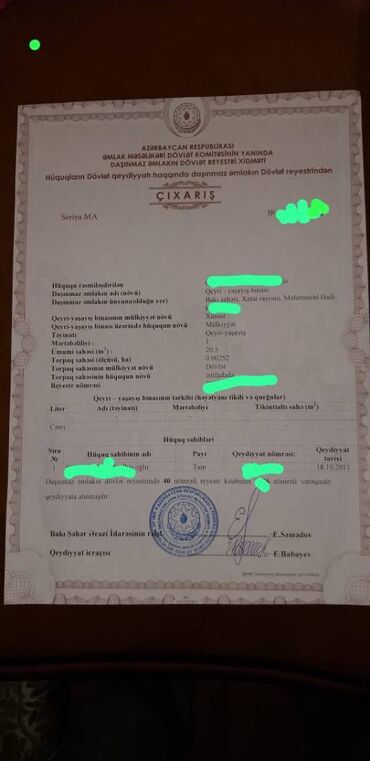 AZƏRBAYCAN RESPUBLİKASI
ƏMLAK MƏSƏLƏLƏRİ DÖVLƏT KOMİTƏSİNİN YANINDA
DAŞINMAZ ƏMLAKIN DÖVLƏT REYESTRİ XİDMƏTİ
Hüquqların Dövlət qeydiyyatı haqqında daşınmaz əmlakın Dövlət reyestrindən
ÇIXARIŞ
Seriya MA
№
Hüququ rəsmiləşdirilən
Daşınmaz əmlakın adı (növü) Qeyri - yaşayış binası
Daşınmaz əmlakın ünvanı(olduğu yer) Bakı şəhəri, Xətai rayonu, Məhəmməd Hadi
Qeyri-yaşayış binasının mülkiyyət növü Xüsusi
Qeyri-yaşayış binası üzərində hüququn növü Mülkiyyət
Təyinatı Qeyri-yaşayış
Mərtəbəliliyi : 1
Ümumi sahəsi (m²) : 20.5
Torpaq sahəsi (ölçüsü, ha) 0.00252
Torpaq sahəsinin mülkiyyət növü Dövlət
Torpaq sahəsinin hüququn növü istifadədə
Reyestr nömrəsi
Qeyri – yaşayış binasının tərkibi (həyətyanı tikili və qurğular)
Liter Adı (təyinatı) Mərtəbəliyi Tikintialtı sahə (m²)
Cəmi
Hüquq sahibləri
Sıra № Hüquq sahibinin adı Payı Qeydiyyat nömrəsi: Qeydiyyat tarixi
1 oğlu Tam 18.10.2011
Daşınmaz əmlakın dövlət reyestrində 40 nömrəli reyestr kitabının nömrəli vərəqində
qeydiyyata alınmışdır.
Bakı Şəhər Ərazi İdarəsinin rəisi E.Səmədov
Qeydiyyat icraçısı E.Babayev